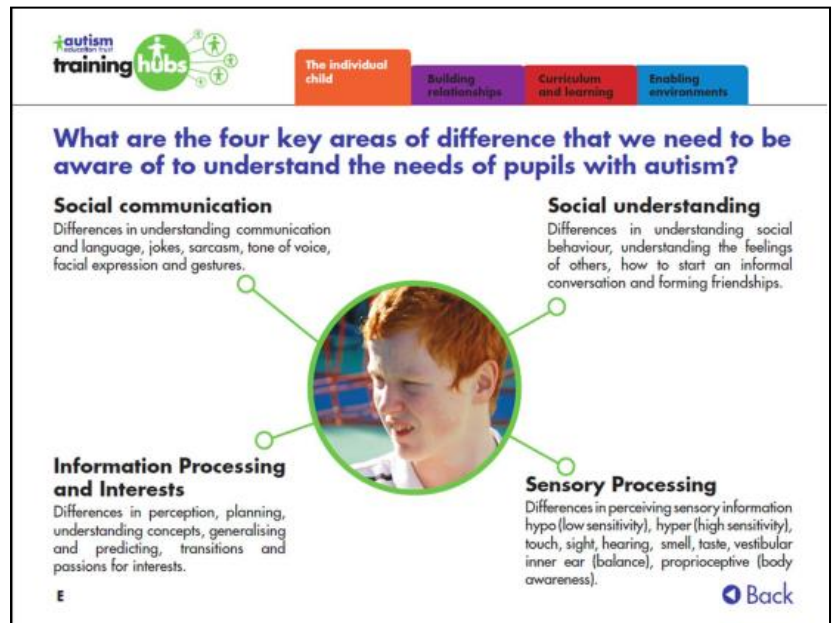 autism
education trust
training hubs
The individual
child
Building
relationships
Curriculum
and learning
Enabling
environments
What are the four key areas of difference that we need to be
aware of to understand the needs of pupils with autism?
Social communication
Differences in understanding communication
and language, jokes, sarcasm, tone of voice,
facial expression and gestures.
Social understanding
Differences in understanding social
behaviour, understanding the feelings
of others, how to start an informal
conversation and forming friendships.
Information Processing
and Interests
Differences in perception, planning,
understanding concepts, generalising
and predicting, transitions and
passions for interests.
Sensory Processing
Differences in perceiving sensory information
hypo (low sensitivity), hyper (high sensitivity),
touch, sight, hearing, smell, taste, vestibular
inner ear (balance), proprioceptive (body
awareness).
E
Back